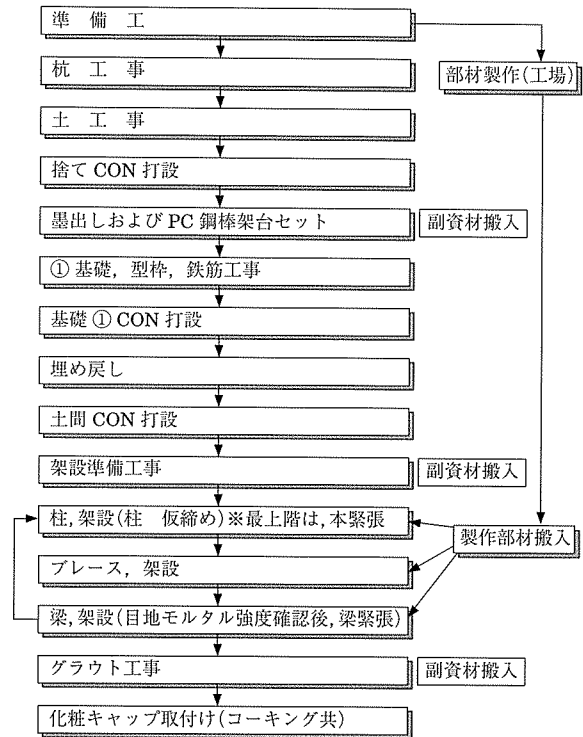 準 備 工
杭 工 事
部材製作(工場)
土 工 事
捨て CON 打設
墨出しおよび PC 鋼棒架台セット
副資材搬入
① 基礎, 型枠, 鉄筋工事
基礎 ① CON 打設
埋め戻し
土間 CON 打設
架設準備工事
副資材搬入
柱, 架設(柱 仮締め)※最上階は, 本緊張
製作部材搬入
ブレース, 架設
梁, 架設(目地モルタル強度確認後, 梁緊張)
グラウト工事
副資材搬入
化粧キャップ取付け(コーキング共)